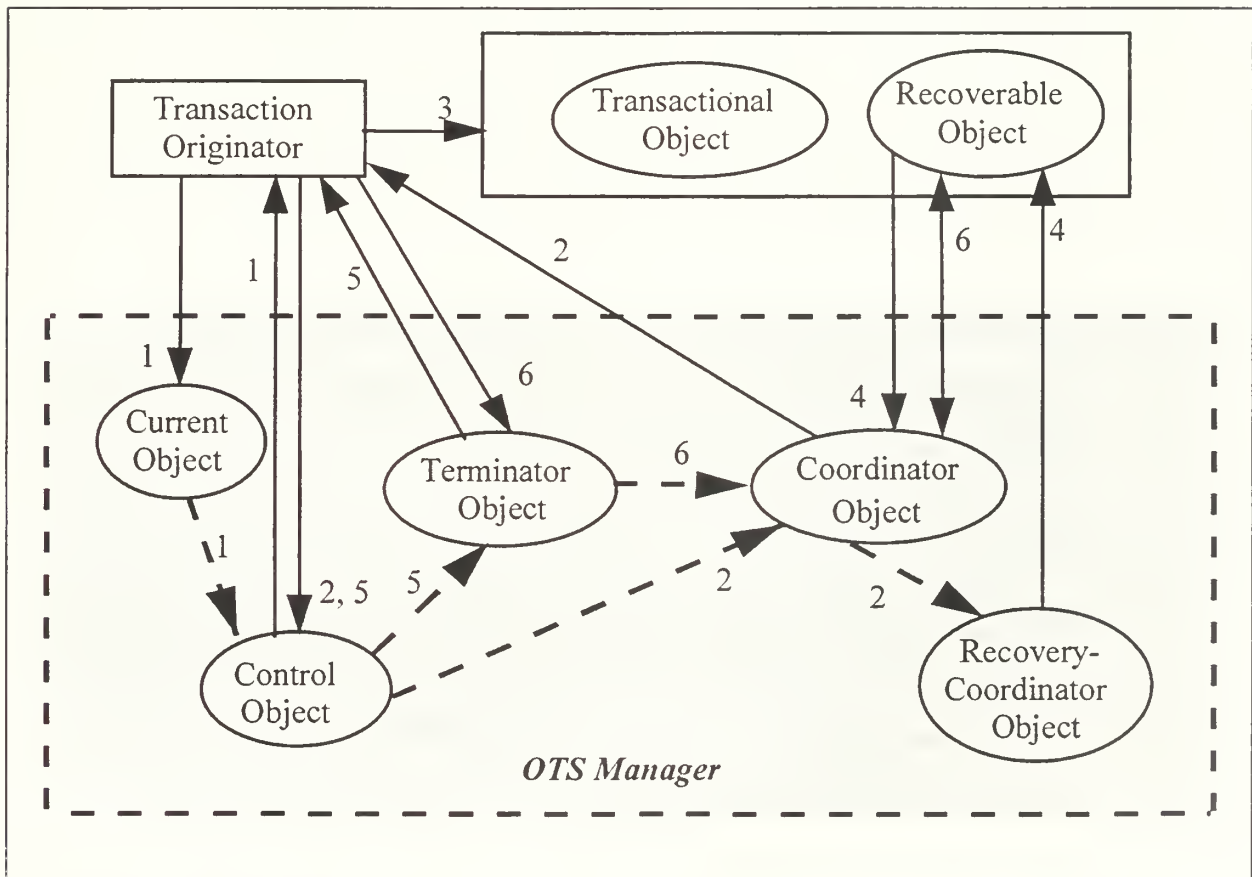 Transaction
Originator
3
Transactional
Object
Recoverable
Object
1
5
2
6
4
1
6
4
Current
Object
Terminator
Object
6
Coordinator
Object
1
2, 5
5
2
2
Control
Object
Recovery-
Coordinator
Object
OTS Manager